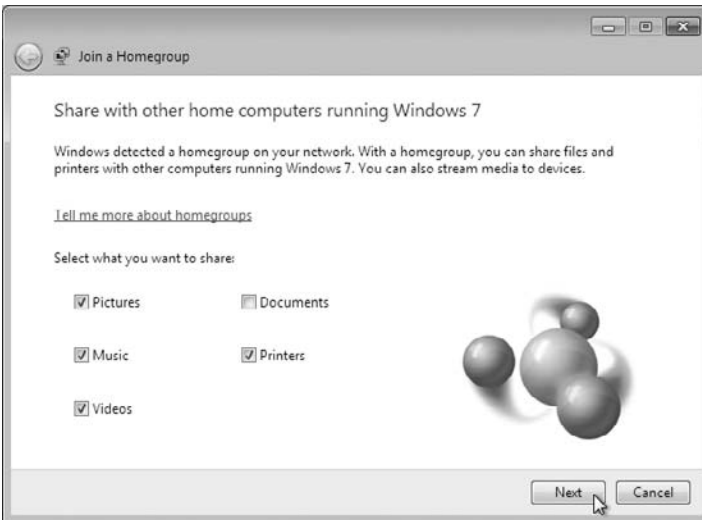 Join a Homegroup
Share with other home computers running Windows 7
Windows detected a homegroup on your network. With a homegroup, you can share files and
printers with other computers running Windows 7. You can also stream media to devices.
Tell me more about homegroups
Select what you want to share:
Pictures Documents
Music Printers
Videos
Next Cancel